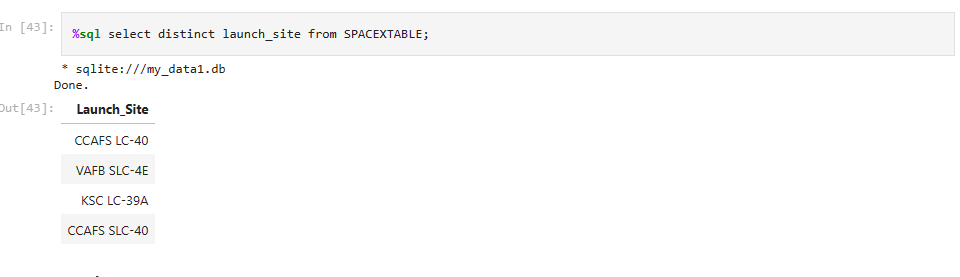 In [43]: %sql select distinct launch_site from SPACEXTABLE;
* sqlite:///my_data1.db
Done.
Out[43]: Launch_Site
CCAFS LC-40
VAFB SLC-4E
KSC LC-39A
CCAFS SLC-40